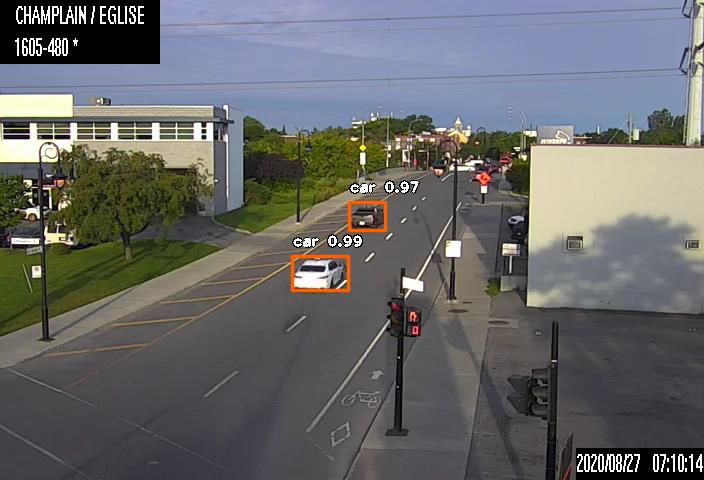 CHAMPLAIN / EGLISE
1605-480 *
car 0.97
car 0.99
2020/08/27 07:10:14